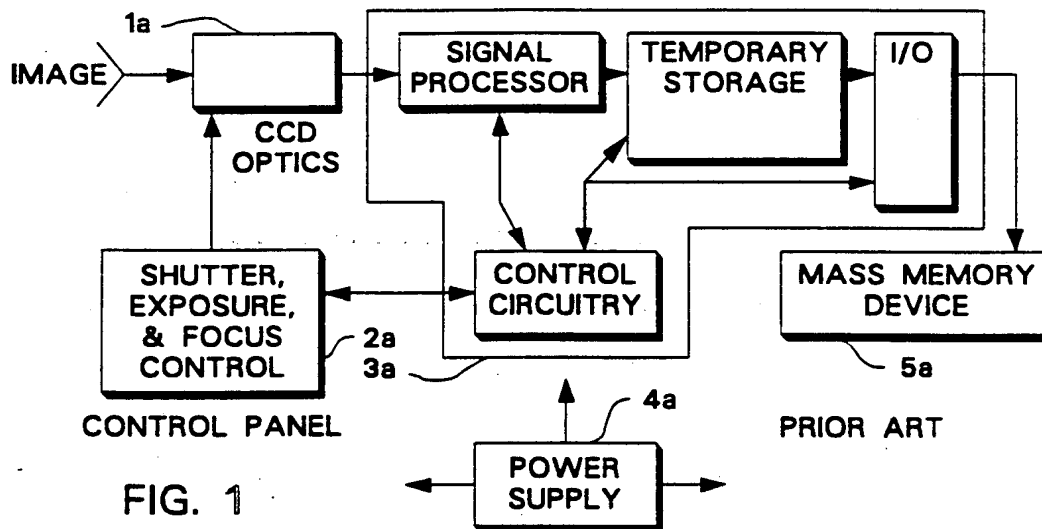 1a
IMAGE
CCD
OPTICS
SIGNAL
PROCESSOR
TEMPORARY
STORAGE
I/O
SHUTTER,
EXPOSURE,
& FOCUS
CONTROL
2a
3a
CONTROL
CIRCUITRY
MASS MEMORY
DEVICE
5a
CONTROL PANEL
4a
PRIOR ART
POWER
SUPPLY
FIG. 1